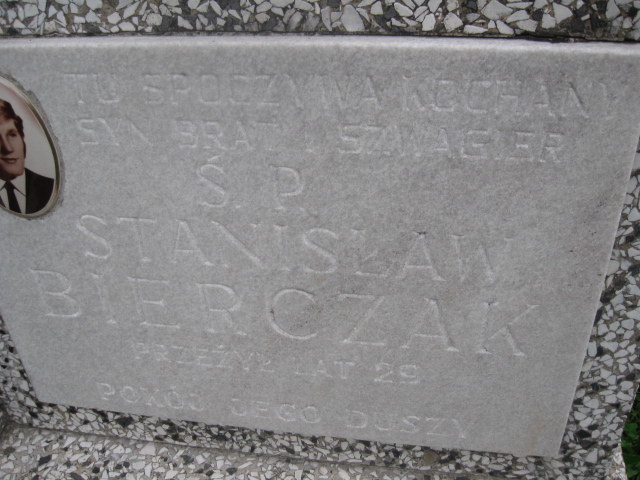 TU SPOCZYWA KOCHANY
SYN BRAT I SZWAGIER
Ś. P.
STANISŁAW
BIERCZAK
PRZEŻYŁ LAT 29
POKÓJ JEGO DUSZY